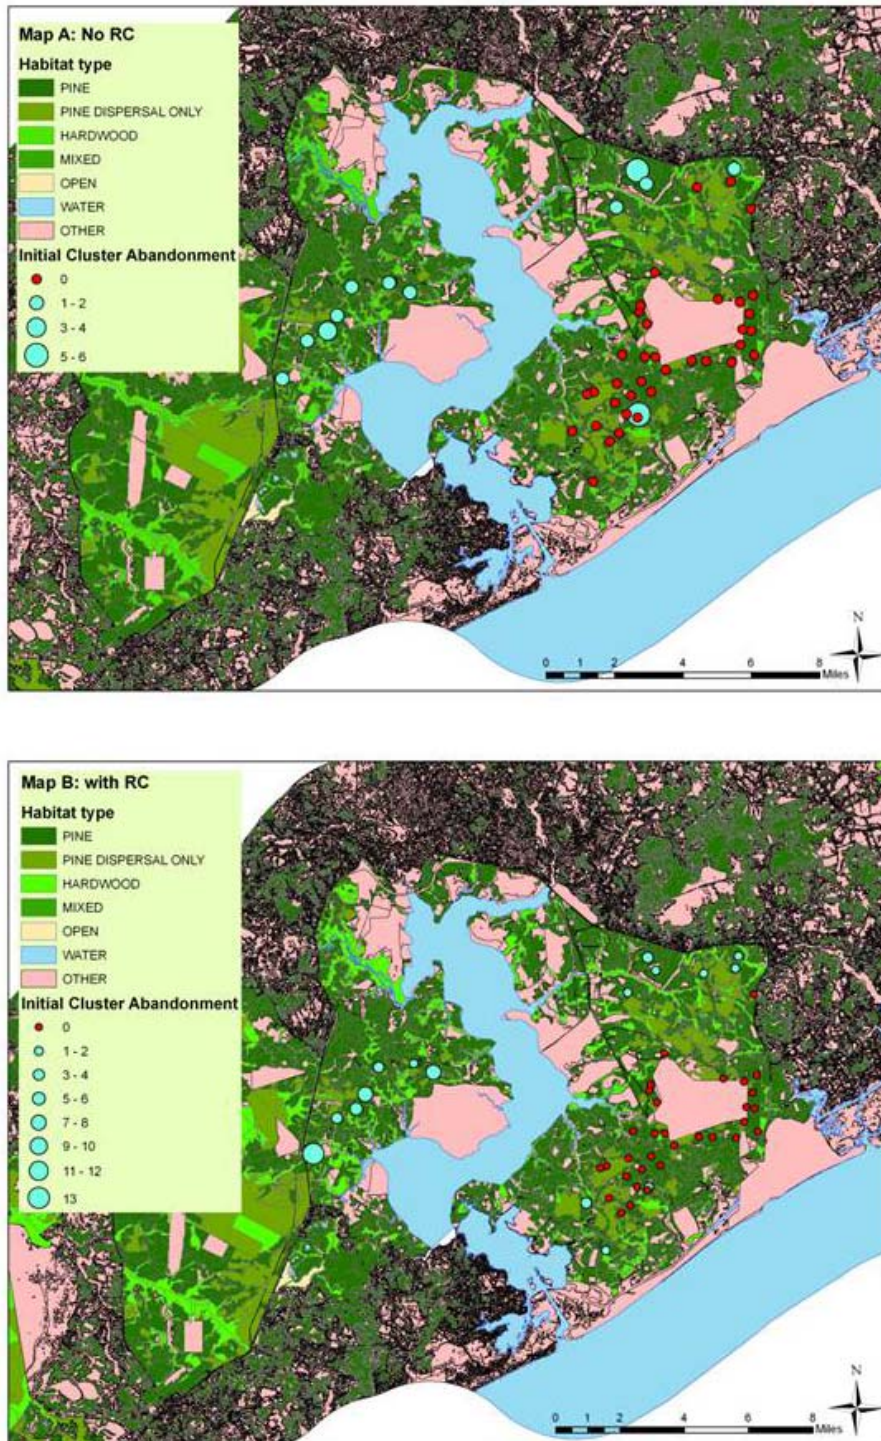 Map A: No RC
Habitat type
PINE
PINE DISPERSAL ONLY
HARDWOOD
MIXED
OPEN
WATER
OTHER
Initial Cluster Abandonment
0
1 - 2
3 - 4
5 - 6
N
0 2 4 6 8
Miles
Map B: with RC
Habitat type
PINE
PINE DISPERSAL ONLY
HARDWOOD
MIXED
OPEN
WATER
OTHER
Initial Cluster Abandonment
0
1 - 2
3 - 4
5 - 6
7 - 8
9 - 10
11 - 12
13
N
0 2 4 6 8
Miles